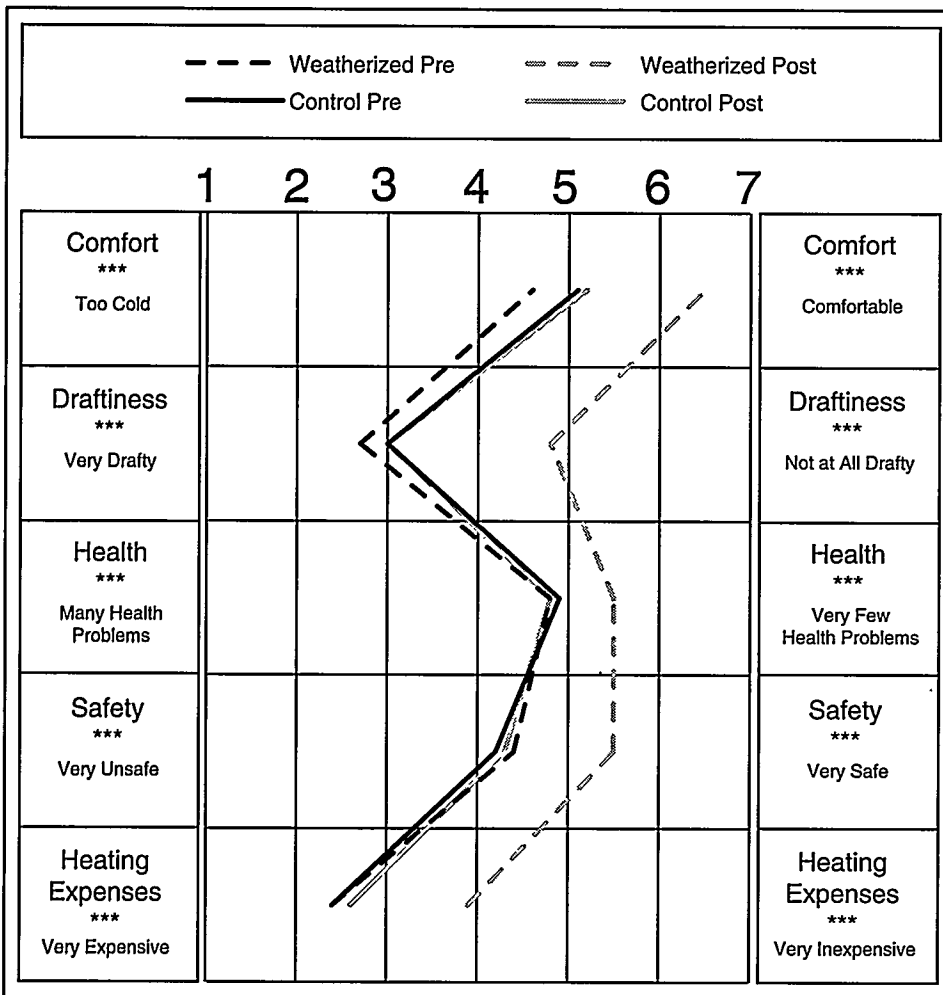 Weatherized Pre
Weatherized Post
Control Pre
Control Post
1 2 3 4 5 6 7
Comfort
***
Too Cold
Comfort
***
Comfortable
Draftiness
***
Very Drafty
Draftiness
***
Not at All Drafty
Health
***
Many Health
Problems
Health
***
Very Few
Health Problems
Safety
***
Very Unsafe
Safety
***
Very Safe
Heating
Expenses
***
Very Expensive
Heating
Expenses
***
Very Inexpensive